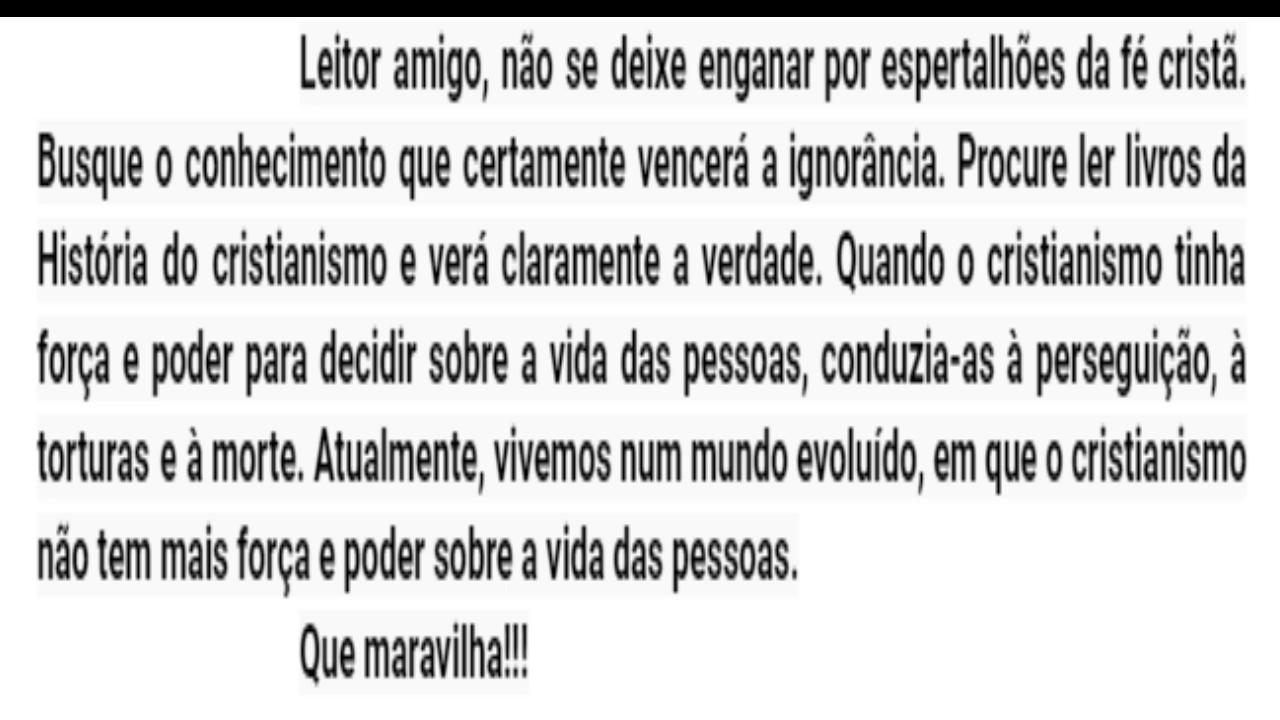 Leitor amigo, não se deixe enganar por espertalhões da fé cristã.
Busque o conhecimento que certamente vencerá a ignorância. Procure ler livros da
História do cristianismo e verá claramente a verdade. Quando o cristianismo tinha
força e poder para decidir sobre a vida das pessoas, conduzia-as à perseguição, à
torturas e à morte. Atualmente, vivemos num mundo evoluído, em que o cristianismo
não tem mais força e poder sobre a vida das pessoas.
Que maravilha!!!